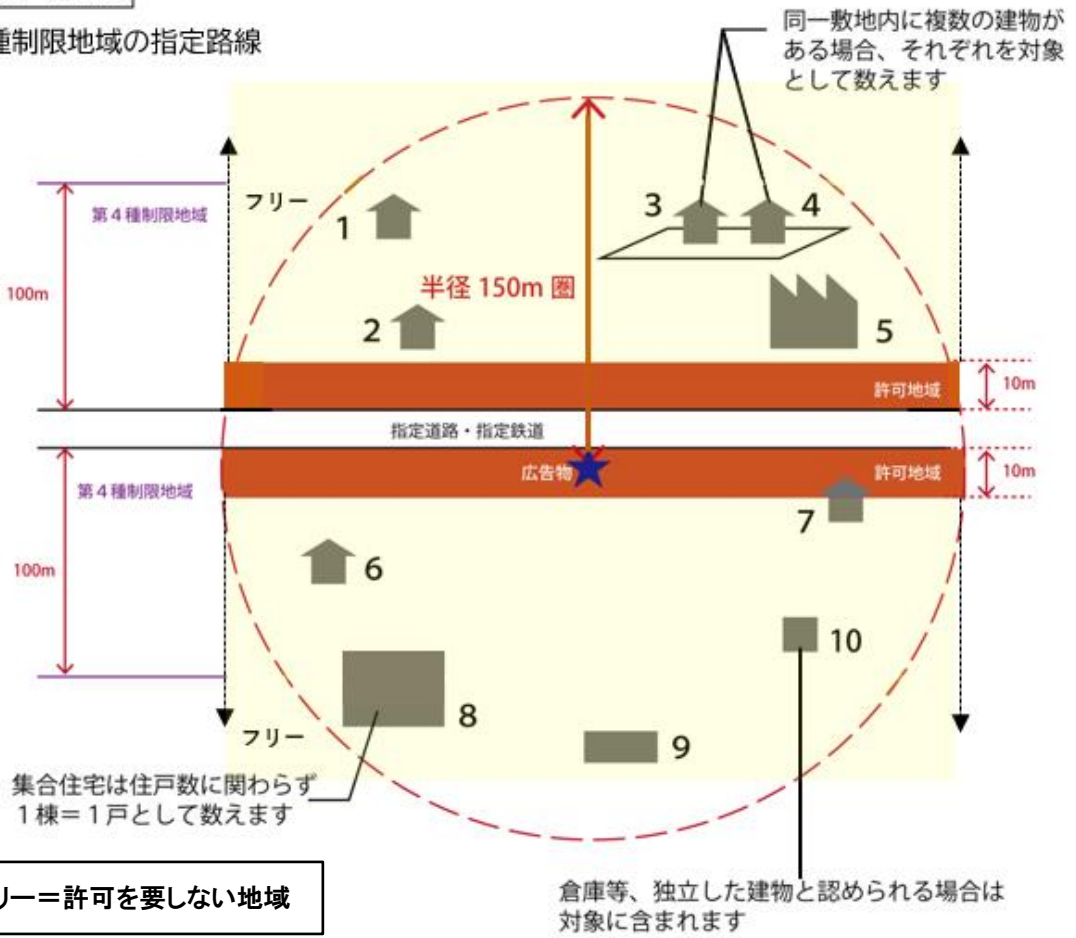 種制限地域の指定路線
同一敷地内に複数の建物が
ある場合、それぞれを対象
として数えます
フリー
第４種制限地域
1
3
4
100m
半径 150m 圏
2
5
許可地域
10m
指定道路・指定鉄道
広告物
許可地域
10m
第４種制限地域
7
100m
6
10
8
フリー
9
集合住宅は住戸数に関わらず
１棟＝１戸として数えます
リー＝許可を要しない地域
倉庫等、独立した建物と認められる場合は
対象に含まれます